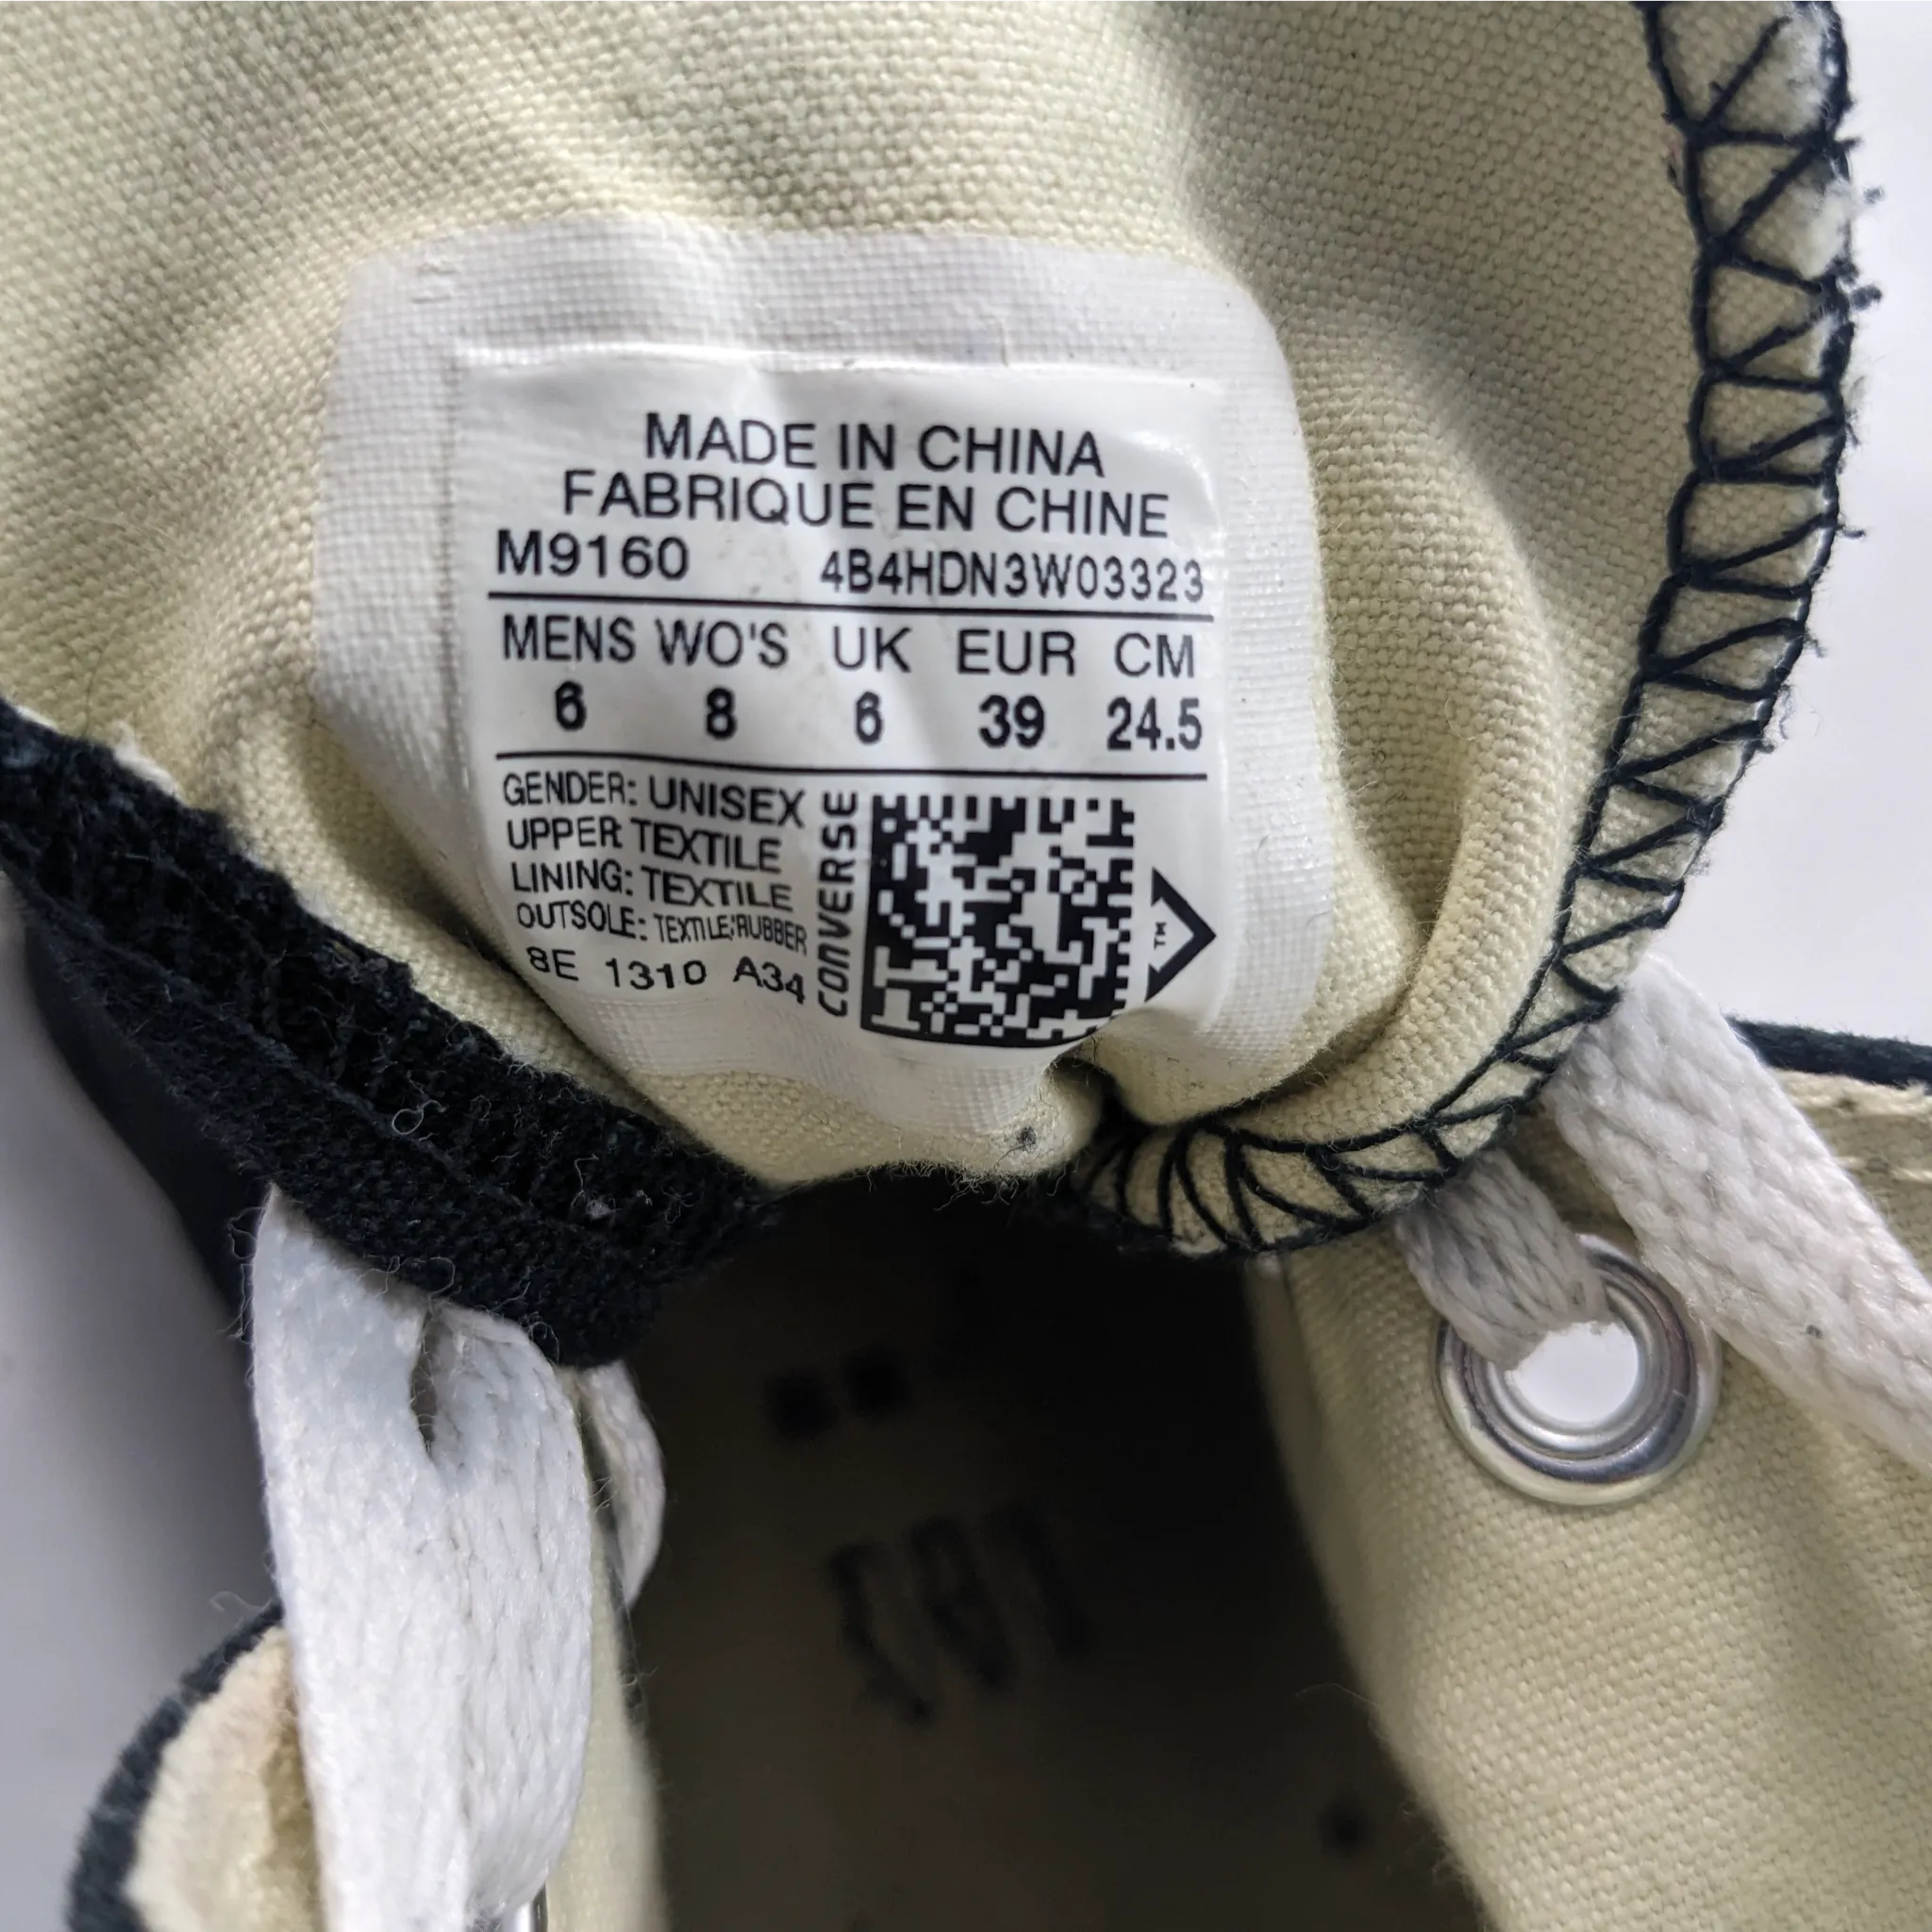 MADE IN CHINA
FABRIQUE EN CHINE
M9160 4B4HDN3W03323
MENS WO'S UK EUR CM
6 8 6 39 24.5
GENDER: UNISEX
UPPER: TEXTILE
LINING: TEXTILE
OUTSOLE: TEXTILE/RUBBER
8E 1310 A34
CONVERSE
TM